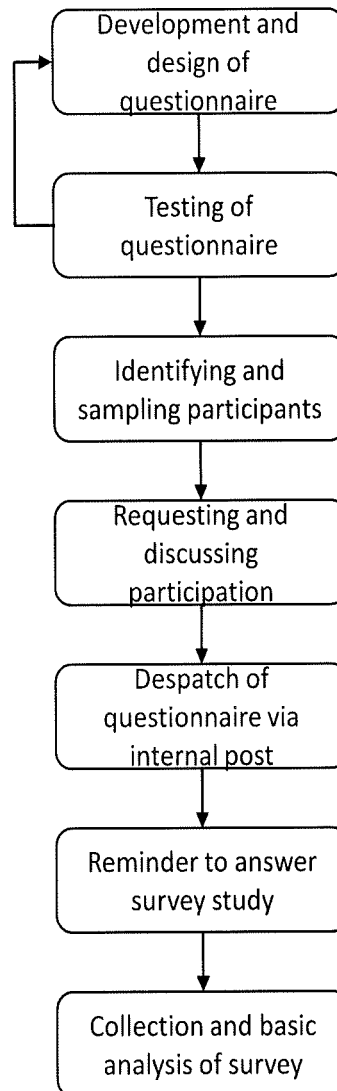 Development and
design of
questionnaire
Testing of
questionnaire
Identifying and
sampling participants
Requesting and
discussing
participation
Despatch of
questionnaire via
internal post
Reminder to answer
survey study
Collection and basic
analysis of survey